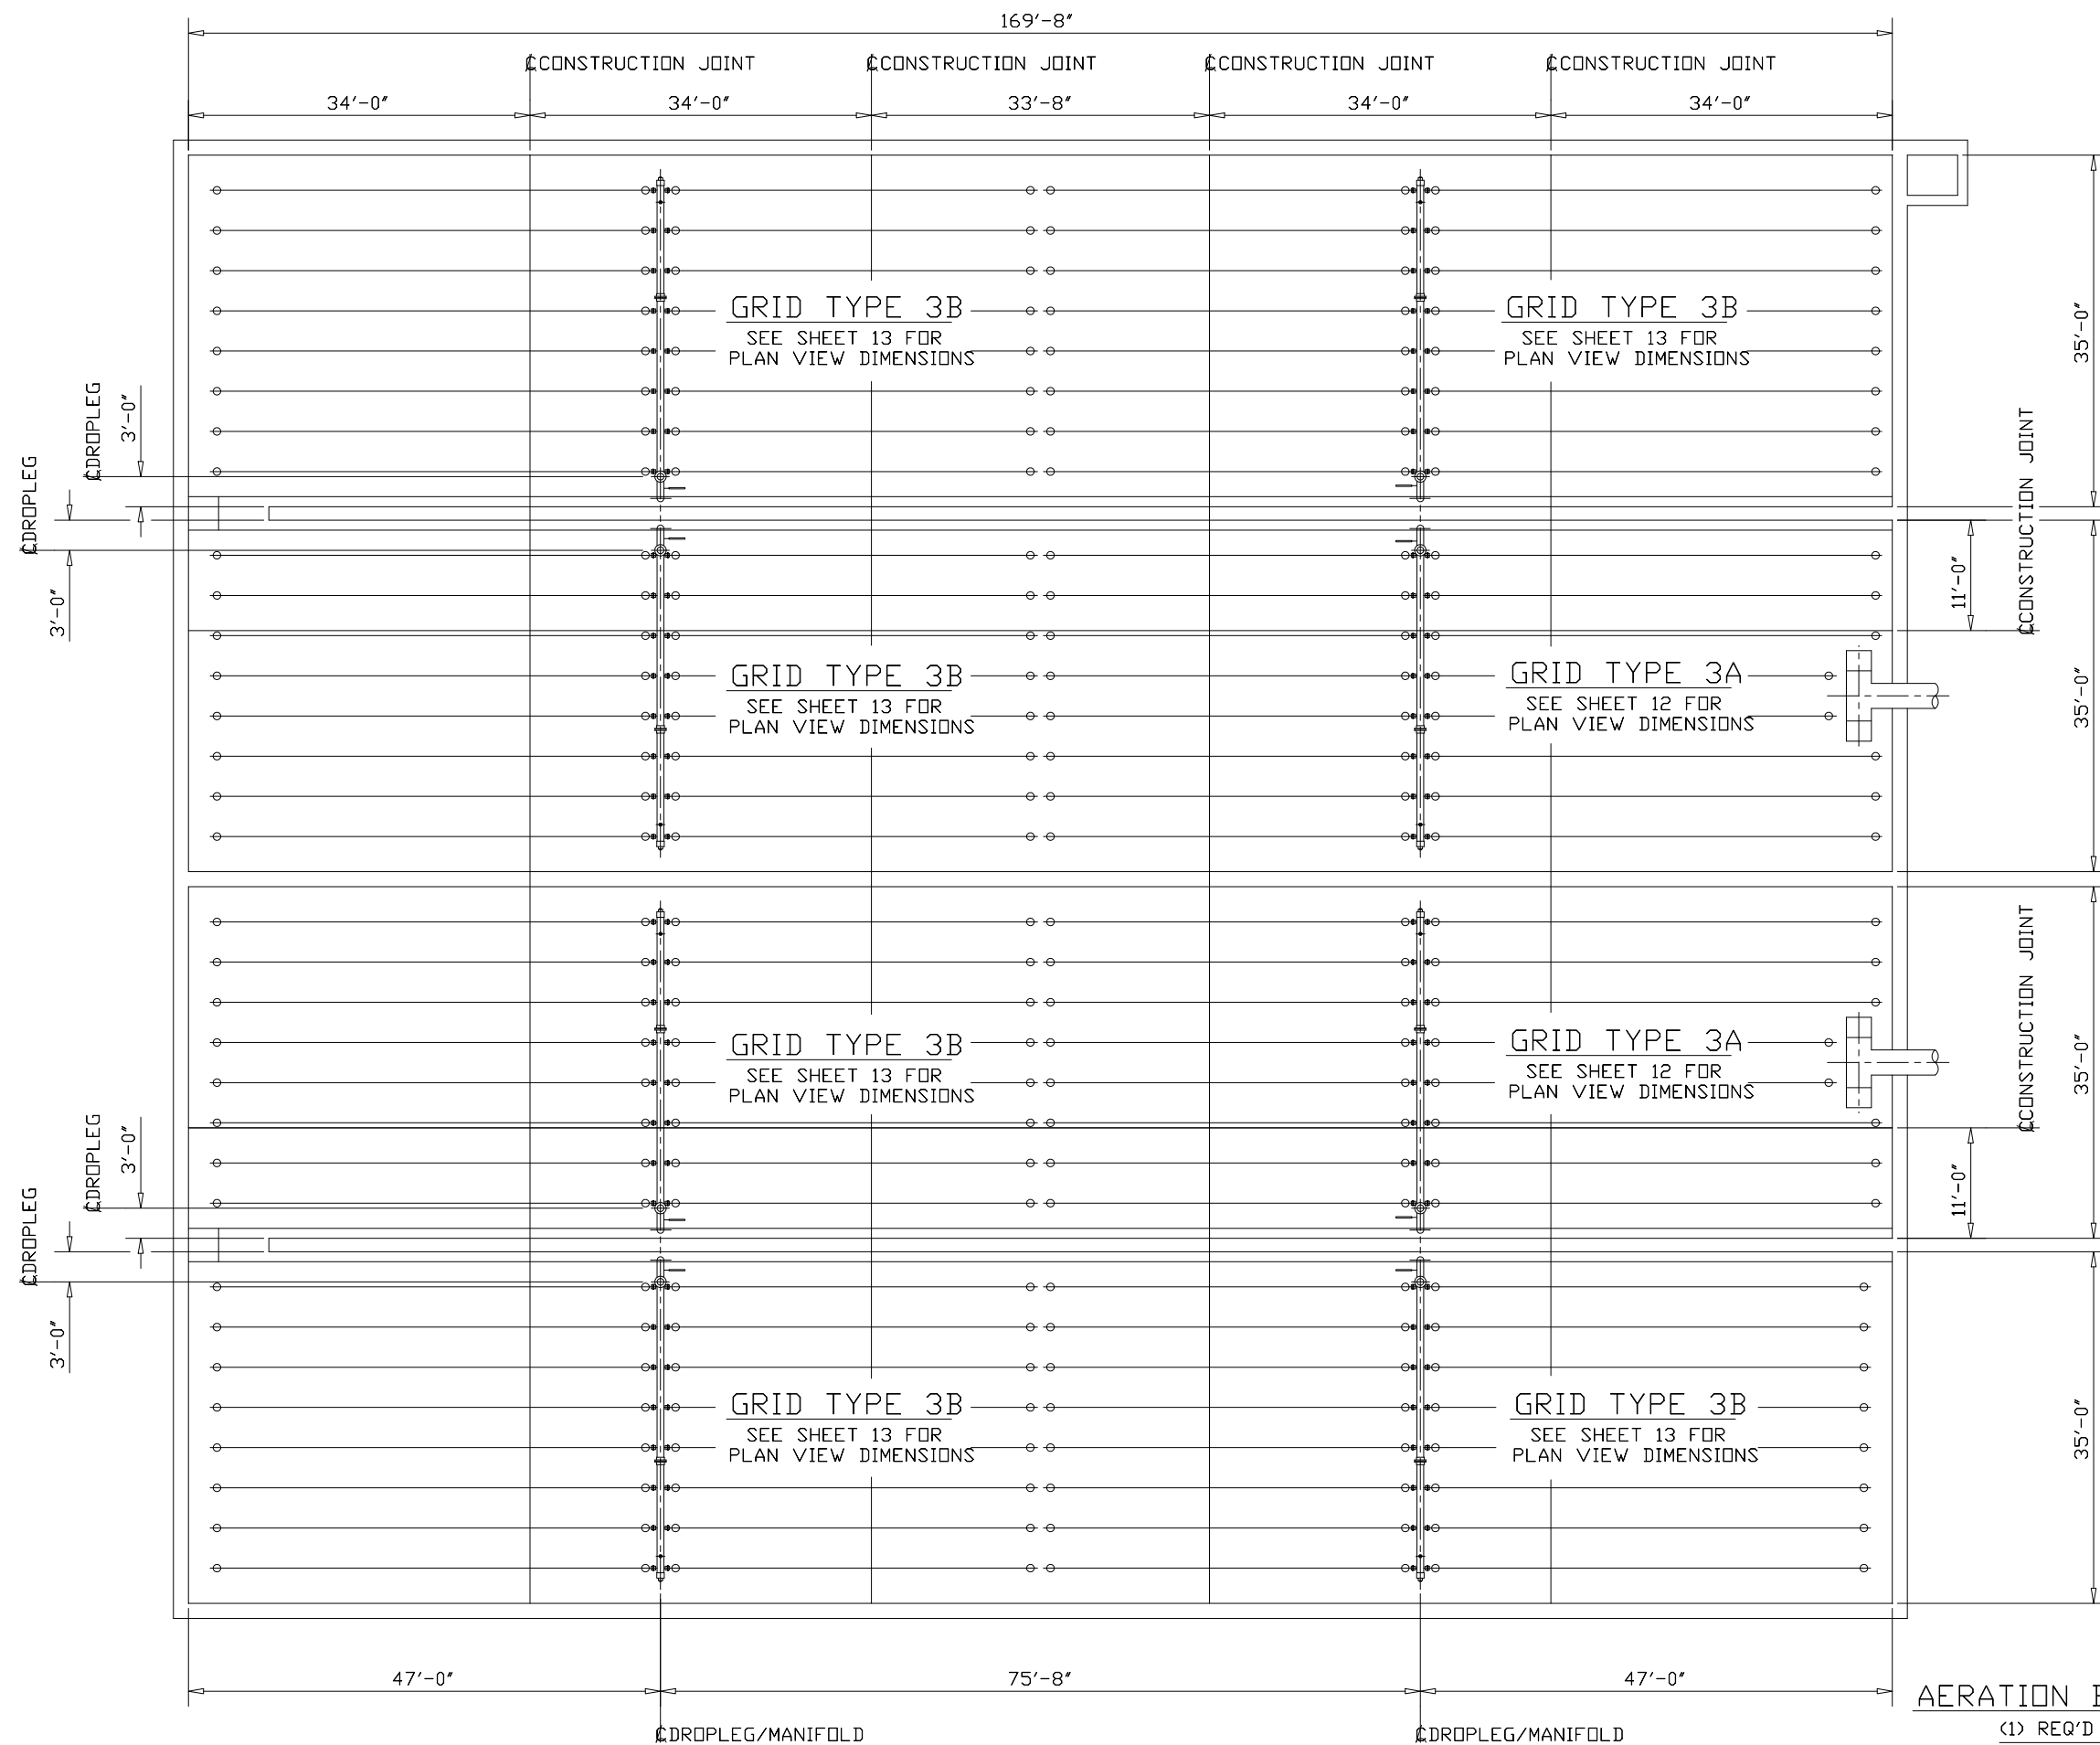 169'-8"
℄CONSTRUCTION JOINT
℄CONSTRUCTION JOINT
℄CONSTRUCTION JOINT
℄CONSTRUCTION JOINT
34'-0"
34'-0"
33'-8"
34'-0"
34'-0"
GRID TYPE 3B
SEE SHEET 13 FOR
PLAN VIEW DIMENSIONS
GRID TYPE 3B
SEE SHEET 13 FOR
PLAN VIEW DIMENSIONS
35'-0"
℄DROPLEG
3'-0"
℄DROPLEG
3'-0"
℄CONSTRUCTION JOINT
11'-0"
GRID TYPE 3B
SEE SHEET 13 FOR
PLAN VIEW DIMENSIONS
GRID TYPE 3A
SEE SHEET 12 FOR
PLAN VIEW DIMENSIONS
35'-0"
GRID TYPE 3B
SEE SHEET 13 FOR
PLAN VIEW DIMENSIONS
GRID TYPE 3A
SEE SHEET 12 FOR
PLAN VIEW DIMENSIONS
℄CONSTRUCTION JOINT
35'-0"
℄DROPLEG
3'-0"
℄DROPLEG
3'-0"
11'-0"
GRID TYPE 3B
SEE SHEET 13 FOR
PLAN VIEW DIMENSIONS
GRID TYPE 3B
SEE SHEET 13 FOR
PLAN VIEW DIMENSIONS
35'-0"
47'-0"
75'-8"
47'-0"
℄DROPLEG/MANIFOLD
℄DROPLEG/MANIFOLD
AERATION
(1) REQ'D